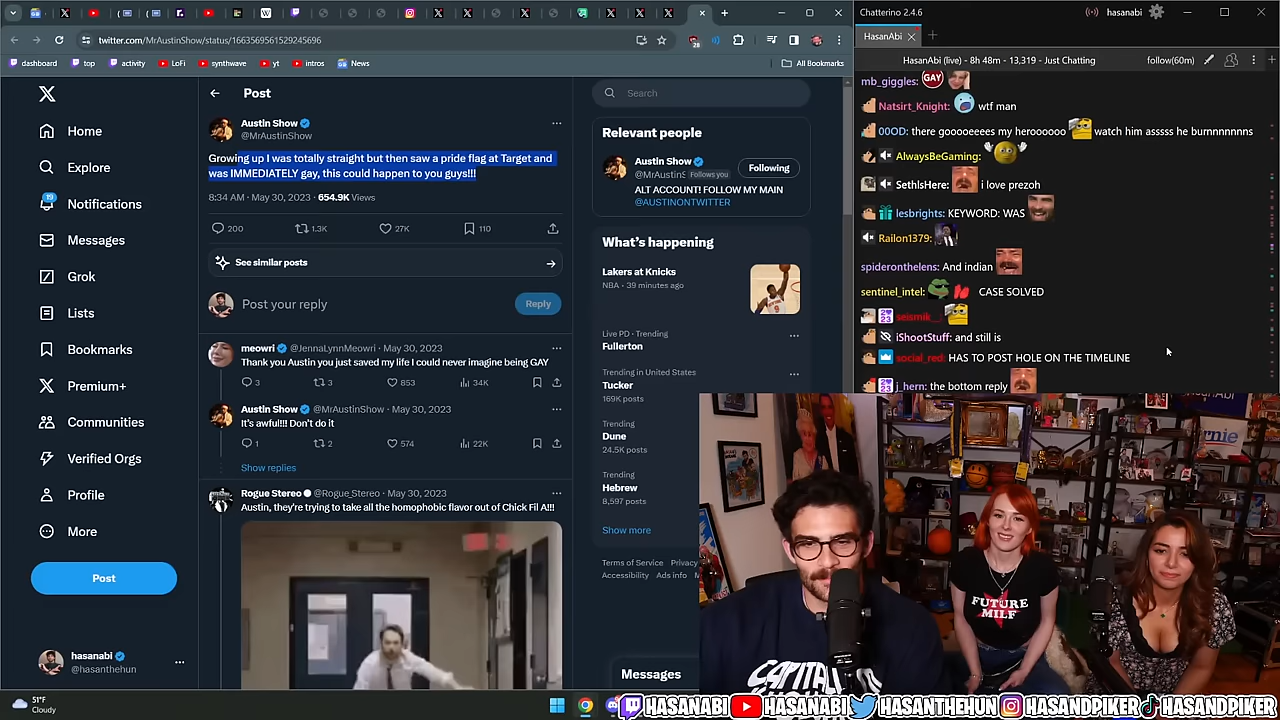 twitter.com/MrAustinShow/status/1663569561529245696
dashboard
top
activity
LoFi
synthwave
yt
intros
News
All Bookmarks
Home
Explore
19
Notifications
Messages
Grok
Lists
Bookmarks
Premium+
Communities
Verified Orgs
Profile
More
Post
hasanabi
@hasanthehun
Post
Austin Show
@MrAustinShow
Growing up I was totally straight but then saw a pride flag at Target and
was IMMEDIATELY gay, this could happen to you guys!!!
8:34 AM · May 30, 2023 · 654.9K Views
200
1.3K
27K
110
See similar posts
Post your reply
Reply
meowri @JennaLynnMeowri · May 30, 2023
Thank you Austin you just saved my life I could never imagine being GAY
3
3
853
34K
Austin Show @MrAustinShow · May 30, 2023
It's awful!!! Don't do it
1
2
574
22K
Show replies
Rogue Stereo @Rogue_Stereo · May 30, 2023
Austin, they're trying to take all the homophobic flavor out of Chick Fil A!!!
Search
Relevant people
Austin Show
@MrAustinS Follows you
Following
ALT ACCOUNT! FOLLOW MY MAIN
@AUSTINONTWITTER
What's happening
Lakers at Knicks
NBA · 39 minutes ago
Live PD · Trending
Fullerton
Trending in United States
Tucker
169K posts
Trending
Dune
24.5K posts
Trending
Hebrew
8,597 posts
Show more
Terms of Service Privacy
Accessibility Ads info
Messages
Chatterino 2.4.6
hasanabi
HasanAbi
HasanAbi (live) - 8h 48m - 13,319 - Just Chatting
follow(60m)
mb_giggles: GAY
Natsirt_Knight: wtf man
00OD: there gooooeeees my heroooooo watch him asssss he burnnnnnnns
AlwaysBeGaming:
SethIsHere: i love prezoh
lesbrights: KEYWORD: WAS
Railon1379:
spideronthelens: And indian
sentinel_intel: CASE SOLVED
iShootStuff: and still is
social_red: HAS TO POST HOLE ON THE TIMELINE
j_hern: the bottom reply
FUTURE
MILF
51°F
Cloudy
HASANABI
HASANABI
HASANTHEHUN
HASANDPIKER
HASANDPIKER